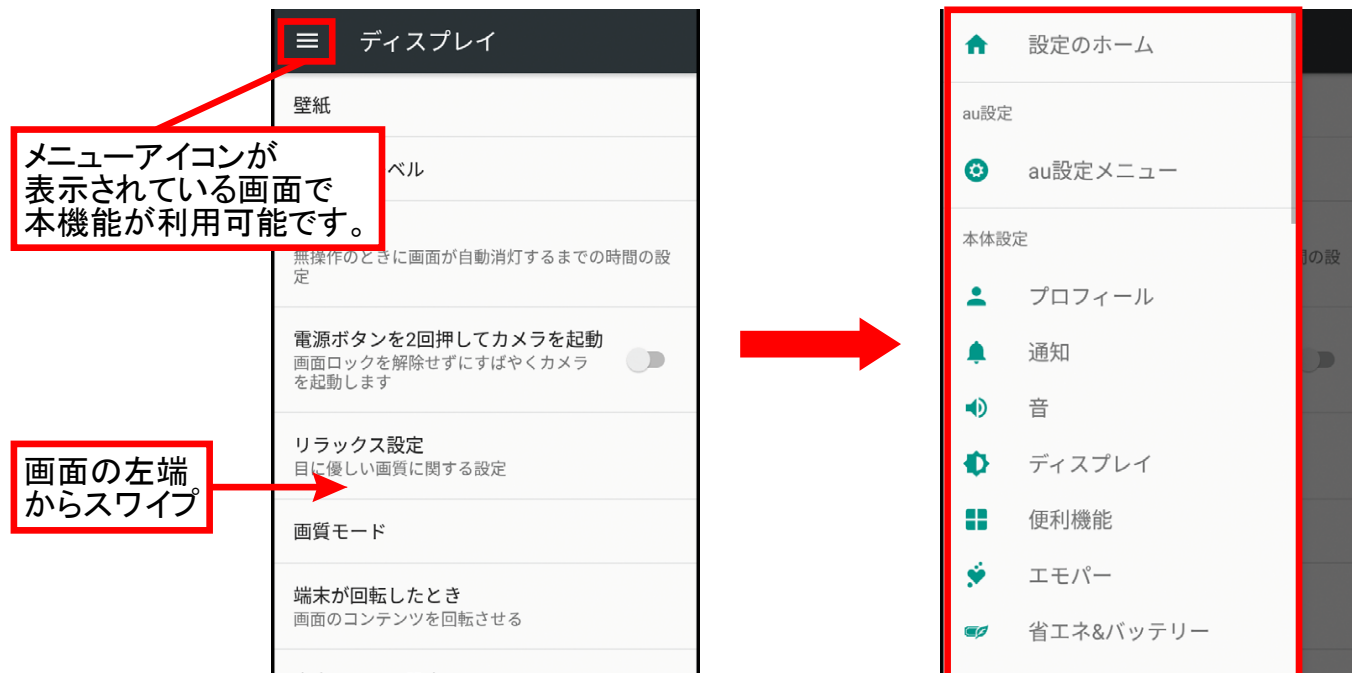 ディスプレイ
壁紙
ベル
無操作のときに画面が自動消灯するまでの時間の設
定
電源ボタンを2回押してカメラを起動
画面ロックを解除せずにすばやくカメラ
を起動します
リラックス設定
目に優しい画質に関する設定
画質モード
端末が回転したとき
画面のコンテンツを回転させる
メニューアイコンが
表示されている画面で
本機能が利用可能です。
画面の左端
からスワイプ
設定のホーム
au設定
au設定メニュー
本体設定
プロフィール
通知
音
ディスプレイ
便利機能
エモパー
省エネ&バッテリー
間の設